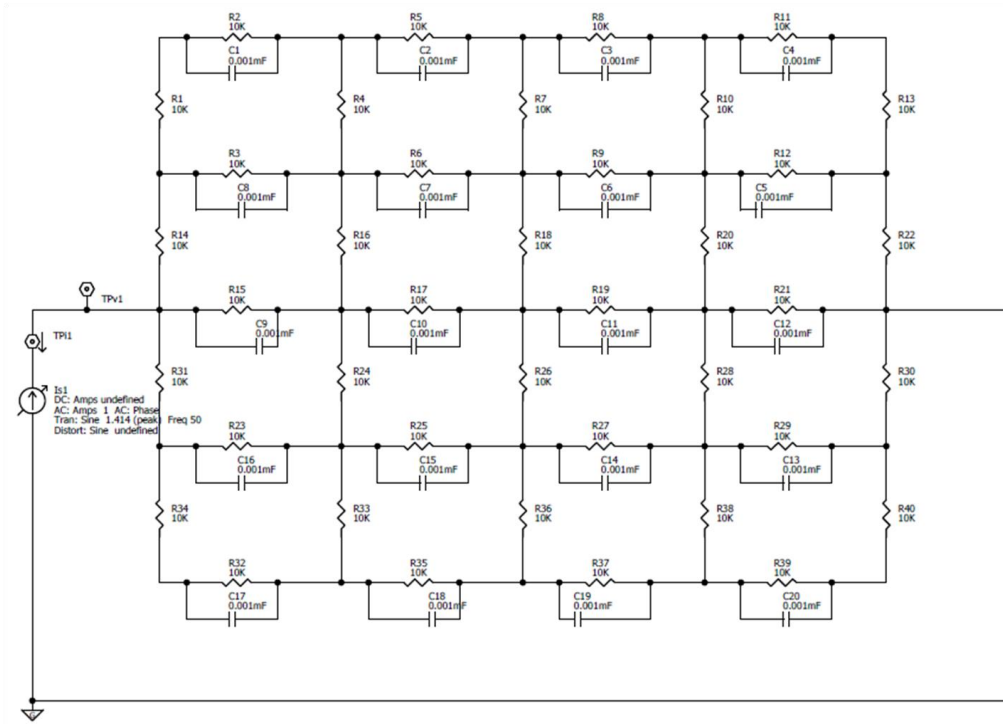 R2
10K
C1
0.001mF
R5
10K
C2
0.001mF
R8
10K
C3
0.001mF
R11
10K
C4
0.001mF
R1
10K
R4
10K
R7
10K
R10
10K
R13
10K
R3
10K
C8
0.001mF
R6
10K
C7
0.001mF
R9
10K
C6
0.001mF
R12
10K
C5
0.001mF
R14
10K
R16
10K
R18
10K
R20
10K
R22
10K
TPv1
R15
10K
C9
0.001mF
R17
10K
C10
0.001mF
R19
10K
C11
0.001mF
R21
10K
C12
0.001mF
TPi1
R31
10K
R24
10K
R26
10K
R28
10K
R30
10K
Is1
DC: Amps undefined
AC: Amps 1 AC: Phase
Tran: Sine 1.414 (peak) Freq 50
Distort: Sine undefined
R23
10K
C16
0.001mF
R25
10K
C15
0.001mF
R27
10K
C14
0.001mF
R29
10K
C13
0.001mF
R34
10K
R33
10K
R36
10K
R38
10K
R40
10K
R32
10K
C17
0.001mF
R35
10K
C18
0.001mF
R37
10K
C19
0.001mF
R39
10K
C20
0.001mF
G